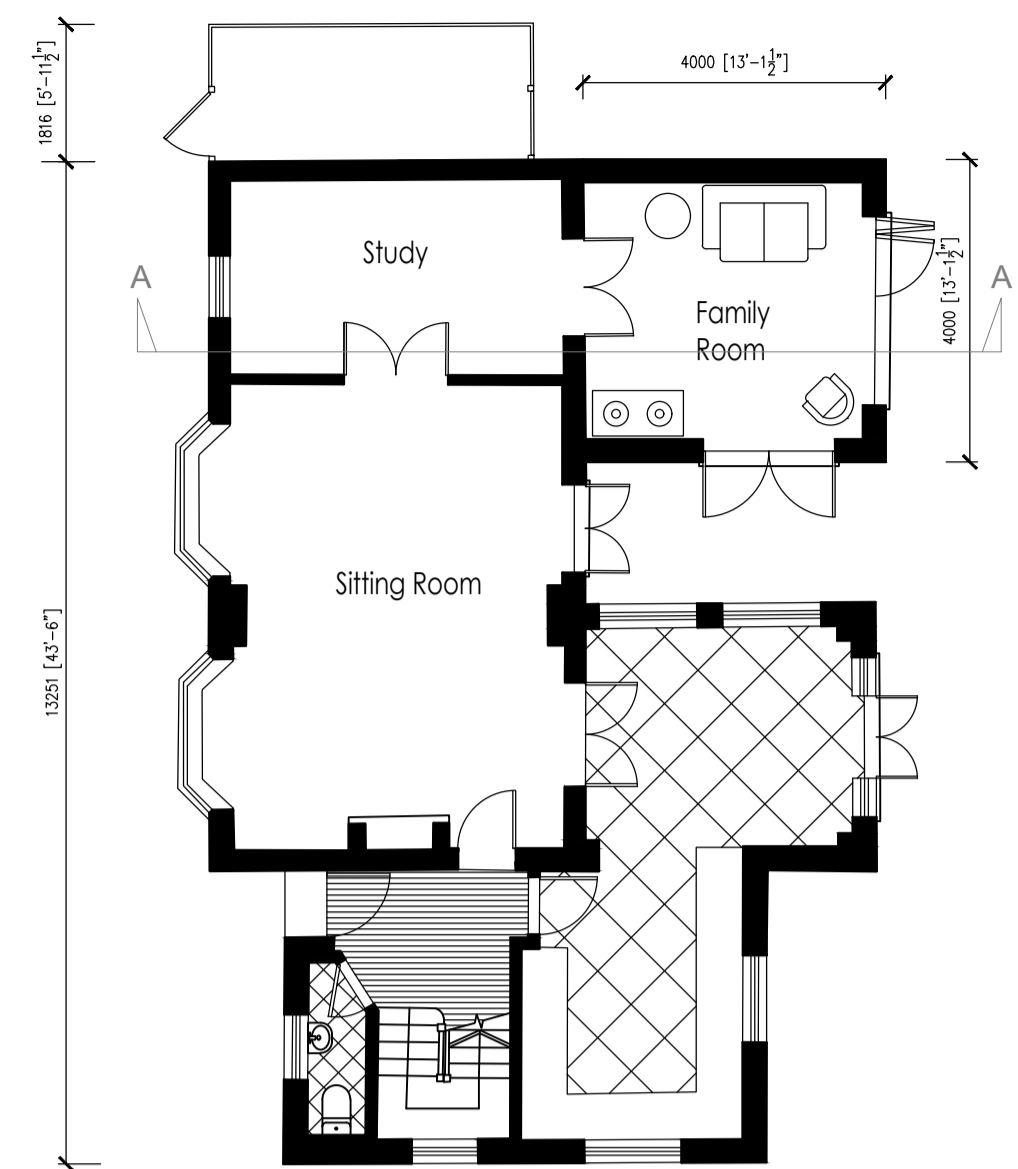 4000 [13'-1½"]
1816 [5'-11½"]
Study
A
A
Family
Room
4000 [13'-1½"]
Sitting Room
13251 [43'-6"]